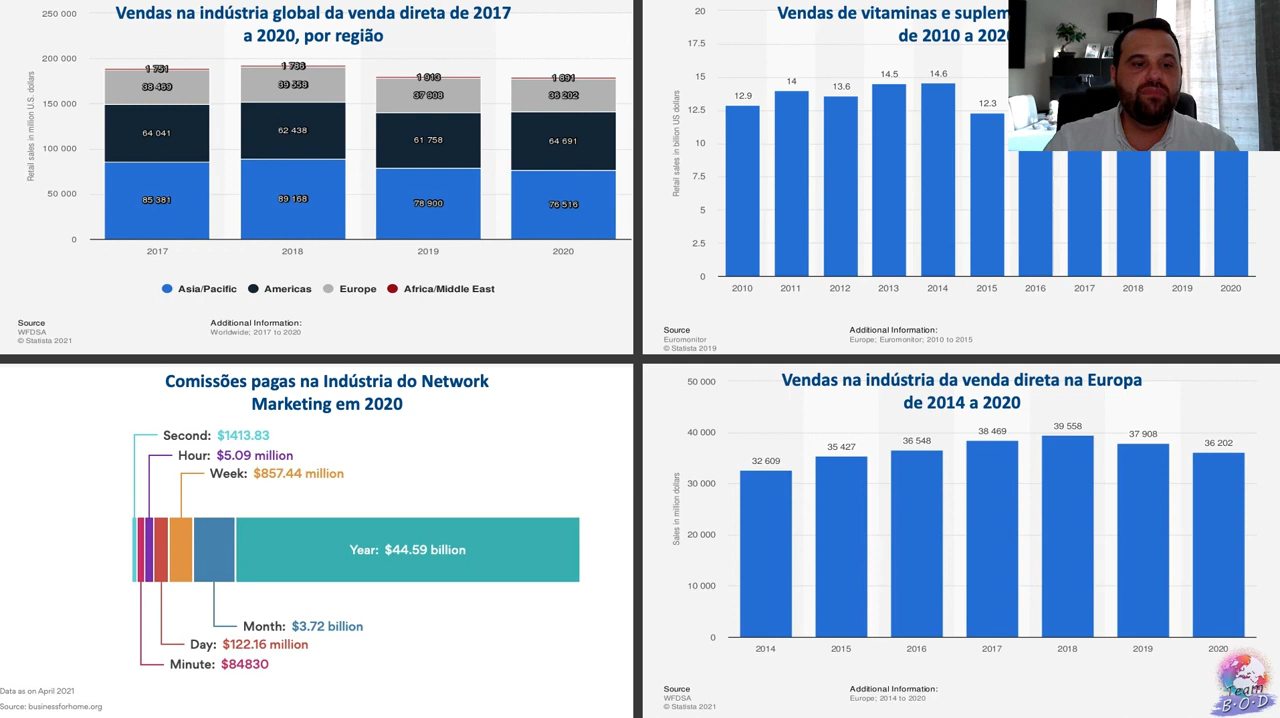 Vendas na indústria global da venda direta de 2017
a 2020, por região
Retail sales in million U.S. dollars
250 000
200 000
150 000
100 000
50 000
0
1 751
38 469
64 041
85 381
1 786
39 558
62 438
89 168
1 913
37 908
61 758
78 900
1 891
36 202
64 691
76 516
2017
2018
2019
2020
Asia/Pacific
Americas
Europe
Africa/Middle East
Source
WFDSA
© Statista 2021
Additional Information:
Worldwide; 2017 to 2020
Vendas de vitaminas e suplem
de 2010 a 202
Retail sales in billion US dollars
20
17.5
15
12.5
10
7.5
5
2.5
0
12.9
14
13.6
14.5
14.6
12.3
2010
2011
2012
2013
2014
2015
2016
2017
2018
2019
2020
Source
Euromonitor
© Statista 2019
Additional Information:
Europe; Euromonitor; 2010 to 2015
Comissões pagas na Indústria do Network
Marketing em 2020
Second: $1413.83
Hour: $5.09 million
Week: $857.44 million
Year: $44.59 billion
Month: $3.72 billion
Day: $122.16 million
Minute: $84830
Data as on April 2021
Source: businessforhome.org
Vendas na indústria da venda direta na Europa
de 2014 a 2020
Sales in million dollars
50 000
40 000
30 000
20 000
10 000
0
32 609
35 427
36 548
38 469
39 558
37 908
36 202
2014
2015
2016
2017
2018
2019
2020
Source
WFDSA
© Statista 2021
Additional Information:
Europe; 2014 to 2020
Team
B.O.D